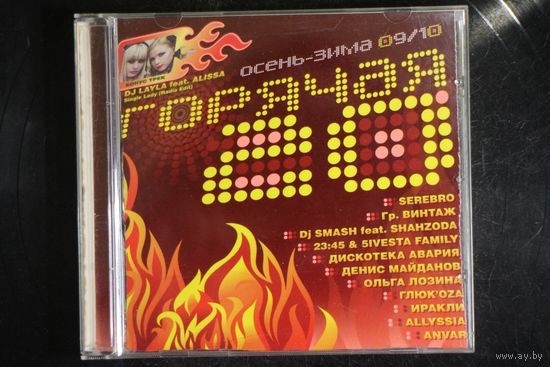 осень-зима 09/10
БОНУС ТРЕК
DJ LAYLA feat. ALISSA
Single Lady (Radio Edit)
горячая
20
SEREBRO
Гр. ВИНТАЖ
Dj SMASH feat. SHAHZODA
23:45 & 5IVESTA FAMILY
ДИСКОТЕКА АВАРИЯ
ДЕНИС МАЙДАНОВ
ОЛЬГА ЛОЗИНА
ГЛЮК'OZA
ИРАКЛИ
ALLYSSIA
ANVAR
www.ay.by